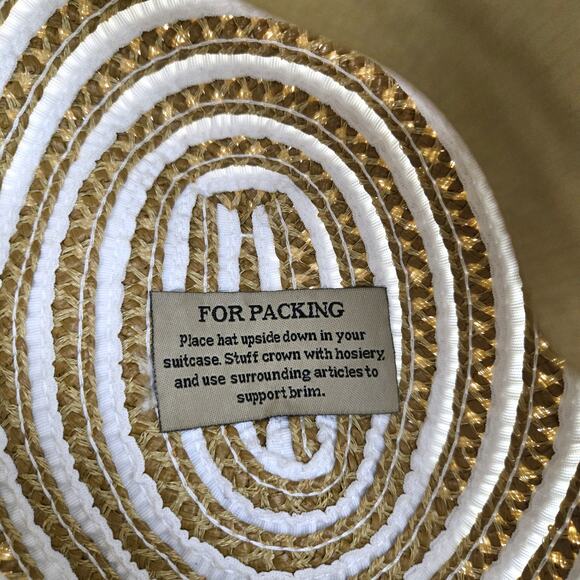 FOR PACKING
Place hat upside down in your
suitcase. Stuff crown with hosiery,
and use surrounding articles to
support brim.